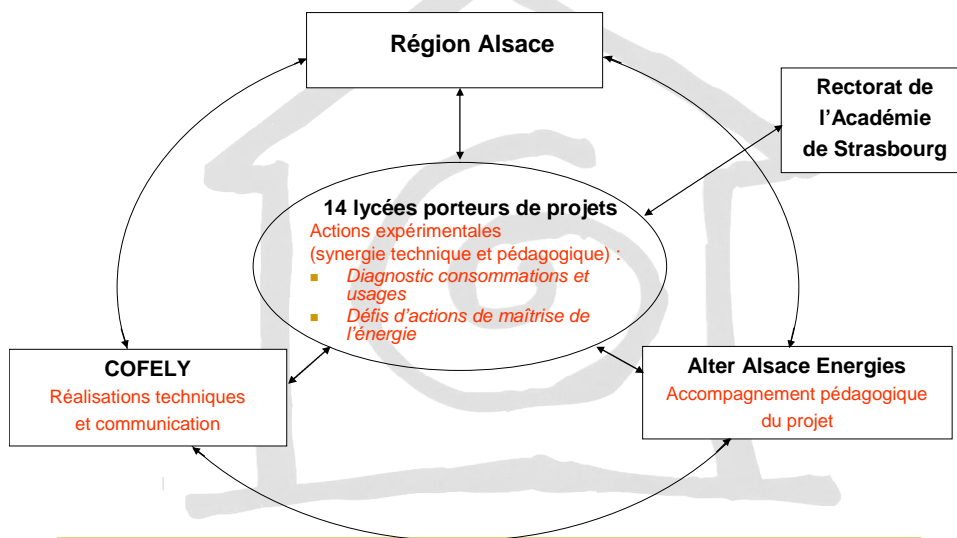 Région Alsace
Rectorat de
l'Académie
de Strasbourg
14 lycées porteurs de projets
Actions expérimentales
(synergie technique et pédagogique) :
Diagnostic consommations et
usages
Défis d'actions de maîtrise de
l'énergie
COFELY
Réalisations techniques
et communication
Alter Alsace Energies
Accompagnement pédagogique
du projet